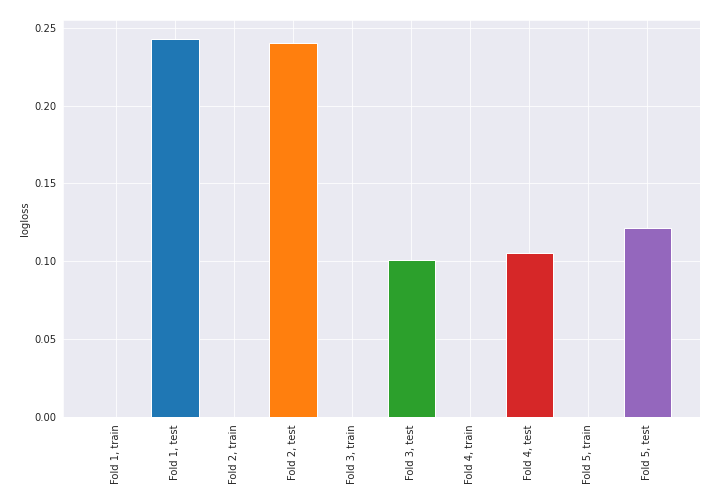 0.25
0.20
0.15
0.10
0.05
0.00
logloss
Fold 1, train
Fold 1, test
Fold 2, train
Fold 2, test
Fold 3, train
Fold 3, test
Fold 4, train
Fold 4, test
Fold 5, train
Fold 5, test